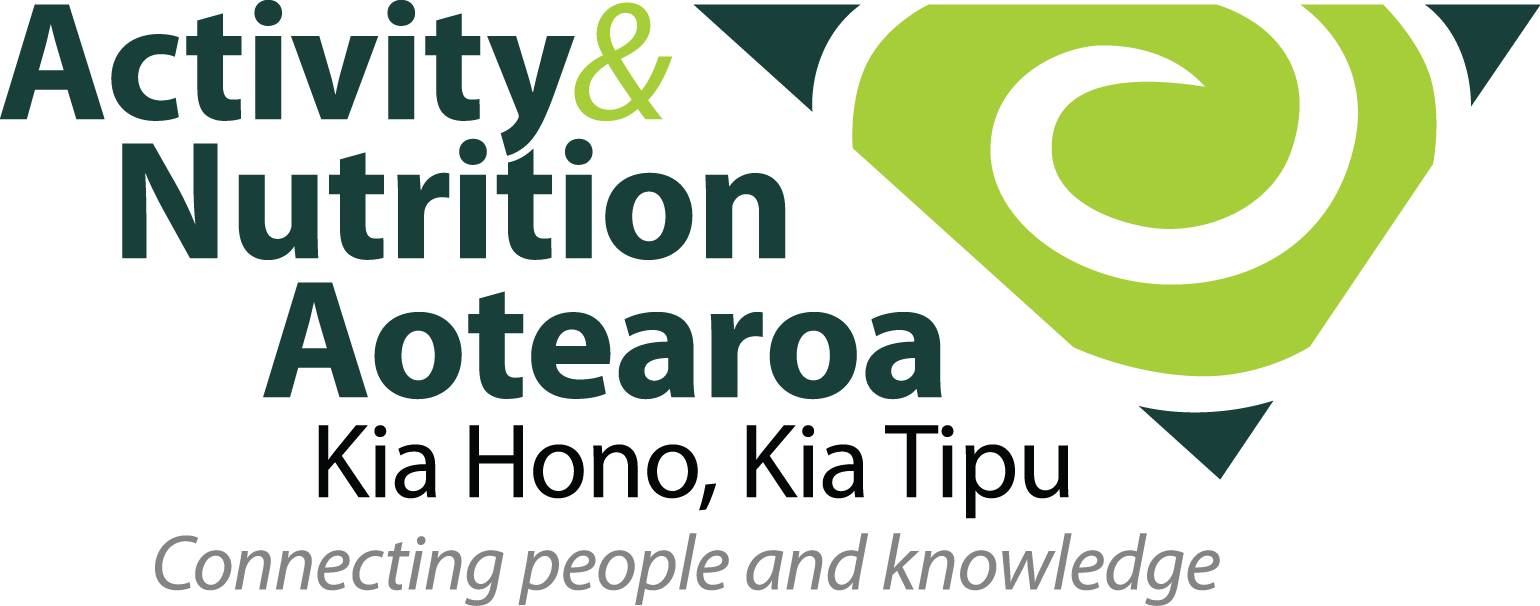 Activity&
Nutrition
Aotearoa
Kia Hono, Kia Tipu
Connecting people and knowledge